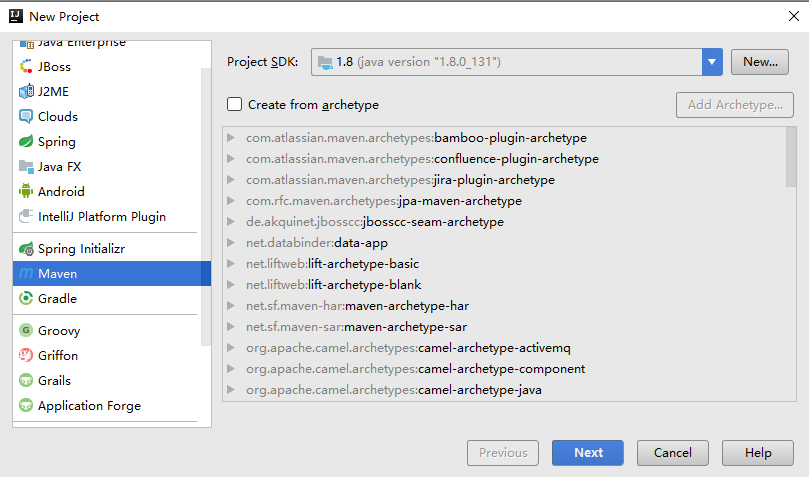 New Project
Java Enterprise
JBoss
J2ME
Clouds
Spring
Java FX
Android
IntelliJ Platform Plugin
Spring Initializr
Maven
Gradle
Groovy
Griffon
Grails
Application Forge
Project SDK: 1.8 (java version "1.8.0_131") New...
Create from archetype Add Archetype...
com.atlassian.maven.archetypes:bamboo-plugin-archetype
com.atlassian.maven.archetypes:confluence-plugin-archetype
com.atlassian.maven.archetypes:jira-plugin-archetype
com.rfc.maven.archetypes:jpa-maven-archetype
de.akquinet.jbosscc:jbosscc-seam-archetype
net.databinder:data-app
net.liftweb:lift-archetype-basic
net.liftweb:lift-archetype-blank
net.sf.maven-har:maven-archetype-har
net.sf.maven-sar:maven-archetype-sar
org.apache.camel.archetypes:camel-archetype-activemq
org.apache.camel.archetypes:camel-archetype-component
org.apache.camel.archetypes:camel-archetype-java
Previous Next Cancel Help